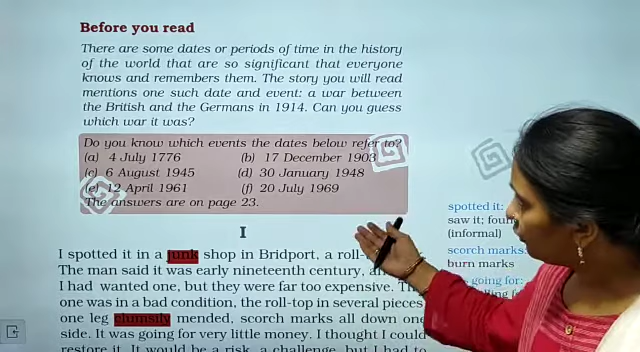 Before you read
There are some dates or periods of time in the history
of the world that are so significant that everyone
knows and remembers them. The story you will read
mentions one such date and event: a war between
the British and the Germans in 1914. Can you guess
which war it was?
Do you know which events the dates below refer to?
(a) 4 July 1776 (b) 17 December 1903
(c) 6 August 1945 (d) 30 January 1948
(e) 12 April 1961 (f) 20 July 1969
The answers are on page 23.
I
I spotted it in a junk shop in Bridport, a roll-
The man said it was early nineteenth century,
I had wanted one, but they were far too expensive.
one was in a bad condition, the roll-top in several pieces
one leg clumsily mended, scorch marks all down one
side. It was going for very little money. I thought I could
restore it. It would be a risk, a challenge, but I had to
spotted it:
saw it;
(informal)
scorch marks:
burn marks
going for: